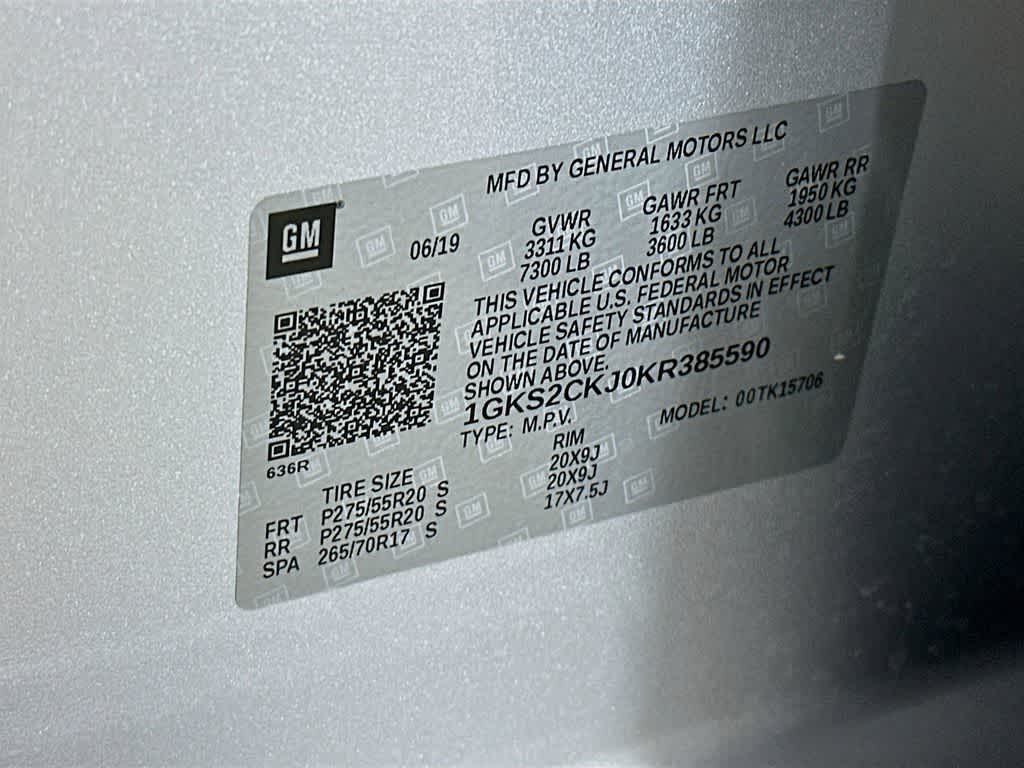 MFD BY GENERAL MOTORS LLC
GM
06/19
GVWR GAWR FRT GAWR RR
3311 KG 1633 KG 1950 KG
7300 LB 3600 LB 4300 LB
THIS VEHICLE CONFORMS TO ALL
APPLICABLE U.S. FEDERAL MOTOR
VEHICLE SAFETY STANDARDS IN EFFECT
ON THE DATE OF MANUFACTURE
SHOWN ABOVE.
1GKS2CKJ0KR385590
TYPE: M.P.V. MODEL: 00TK15706
636R
TIRE SIZE RIM
FRT P275/55R20 S 20X9J
RR P275/55R20 S 20X9J
SPA 265/70R17 S 17X7.5J